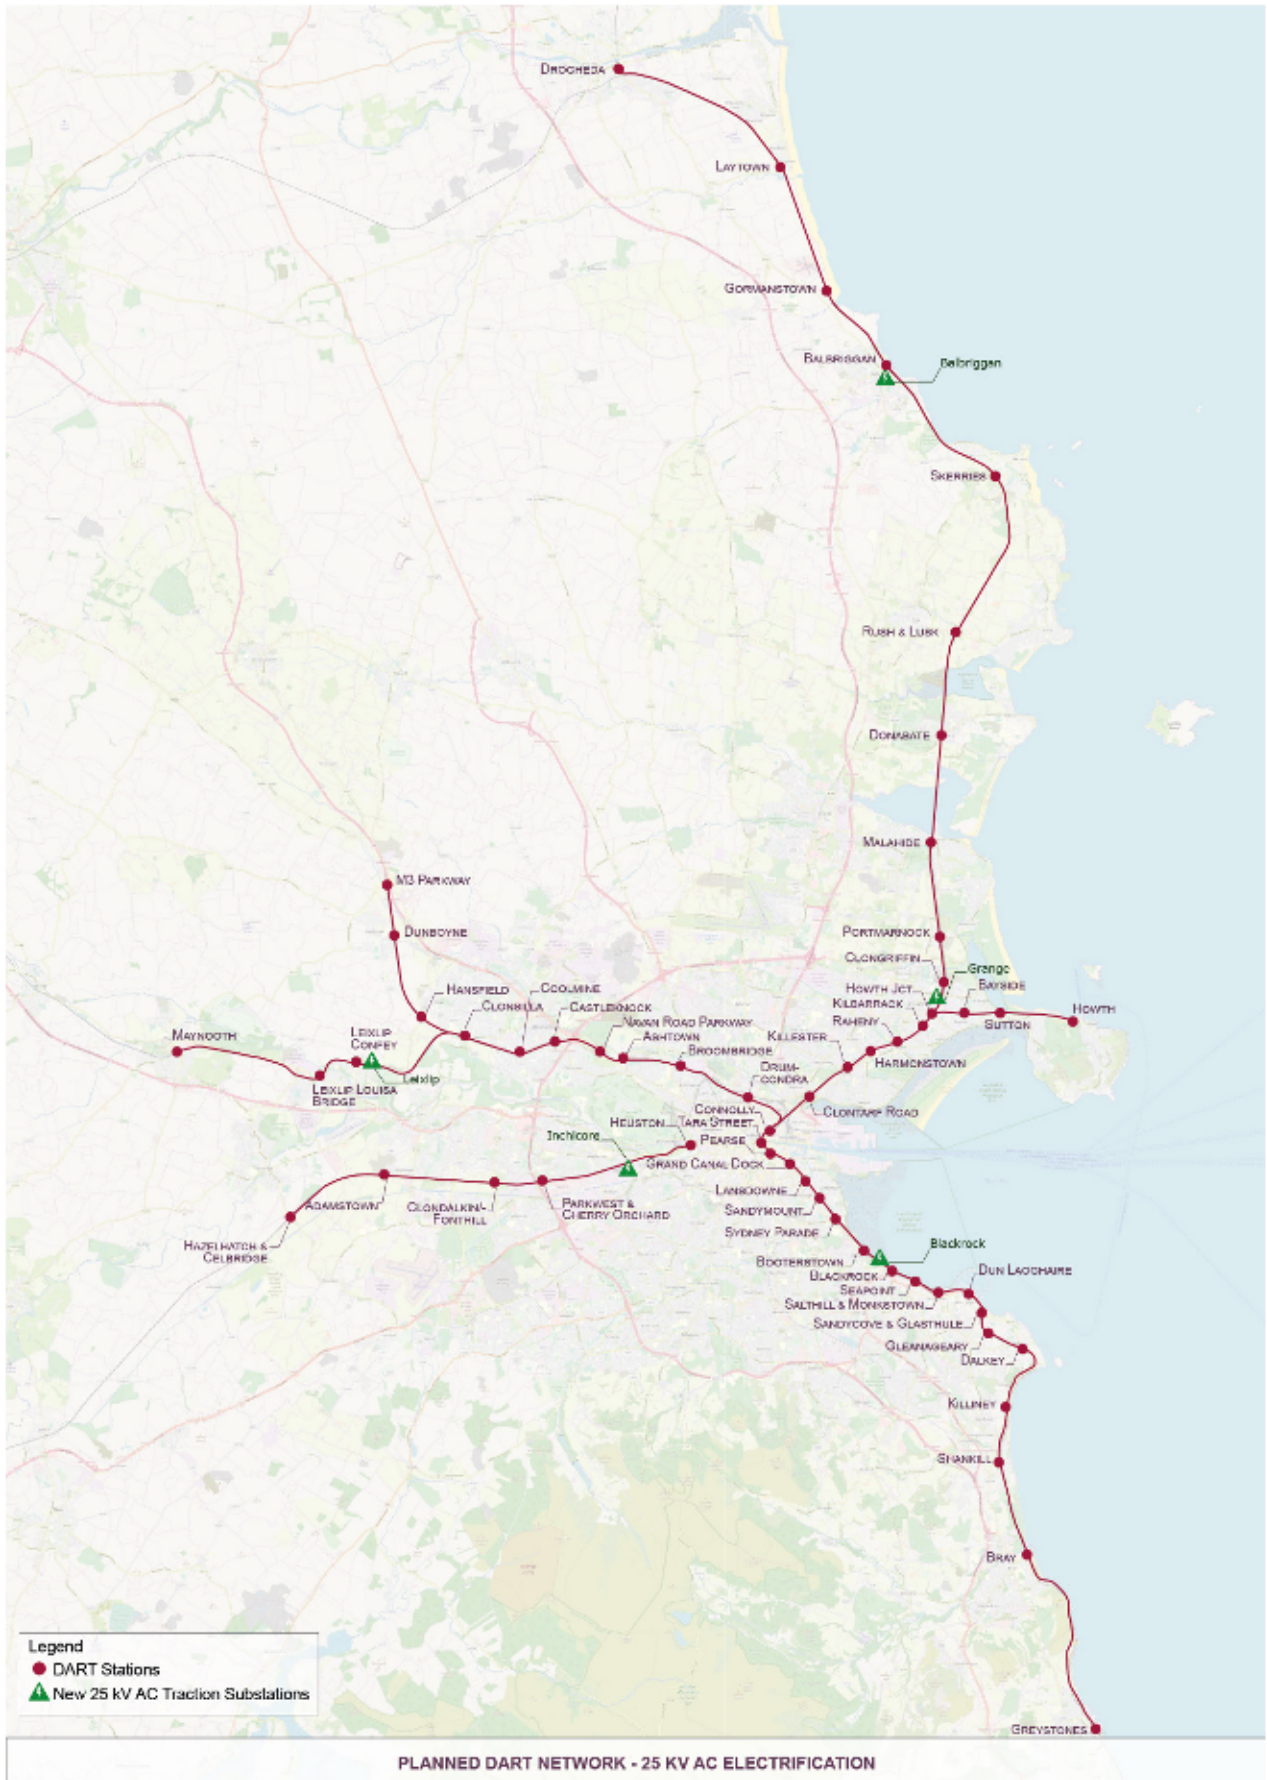 DROGHEDA
LAYTOWN
GORMANSTOWN
BALBRIGGAN
Balbriggan
SKERRIES
RUSH & LUSK
DONABATE
MALAHIDE
M3 PARKWAY
DUNBOYNE
PORTMARNOCK
CLONGRIFFIN
Grange
HOWTH JCT
BAYSIDE
KILBARRACK
HOWTH
SUTTON
RAHENY
KILLESTER
HARMONSTOWN
CLONTARF ROAD
HANSFIELD
COOLMINE
CLONSILLA
CASTLEKNOCK
NAVAN ROAD PARKWAY
ASHTOWN
BROOMBRIDGE
DRUM-
CONDRA
MAYNOOTH
LEIXLIP
CONFEY
Leixlip
LEIXLIP LOUISA
BRIDGE
CONNOLLY
HEUSTON
TARA STREET
Inchicore
PEARSE
GRAND CANAL DOCK
LANSDOWNE
SANDYMOUNT
SYDNEY PARADE
ADAMSTOWN
CLONDALKIN/-
FONTHILL
PARKWEST &
CHERRY ORCHARD
HAZELHATCH &
CELBRIDGE
BOOTERSTOWN
Blackrock
BLACKROCK
SEAPOINT
DUN LAOGHAIRE
SALTHILL & MONKSTOWN
SANDYCOVE & GLASTHULE
GLEANAGEARY
DALKEY
KILLINEY
SHANKILL
BRAY
GREYSTONES
Legend
DART Stations
New 25 kV AC Traction Substations
PLANNED DART NETWORK - 25 KV AC ELECTRIFICATION